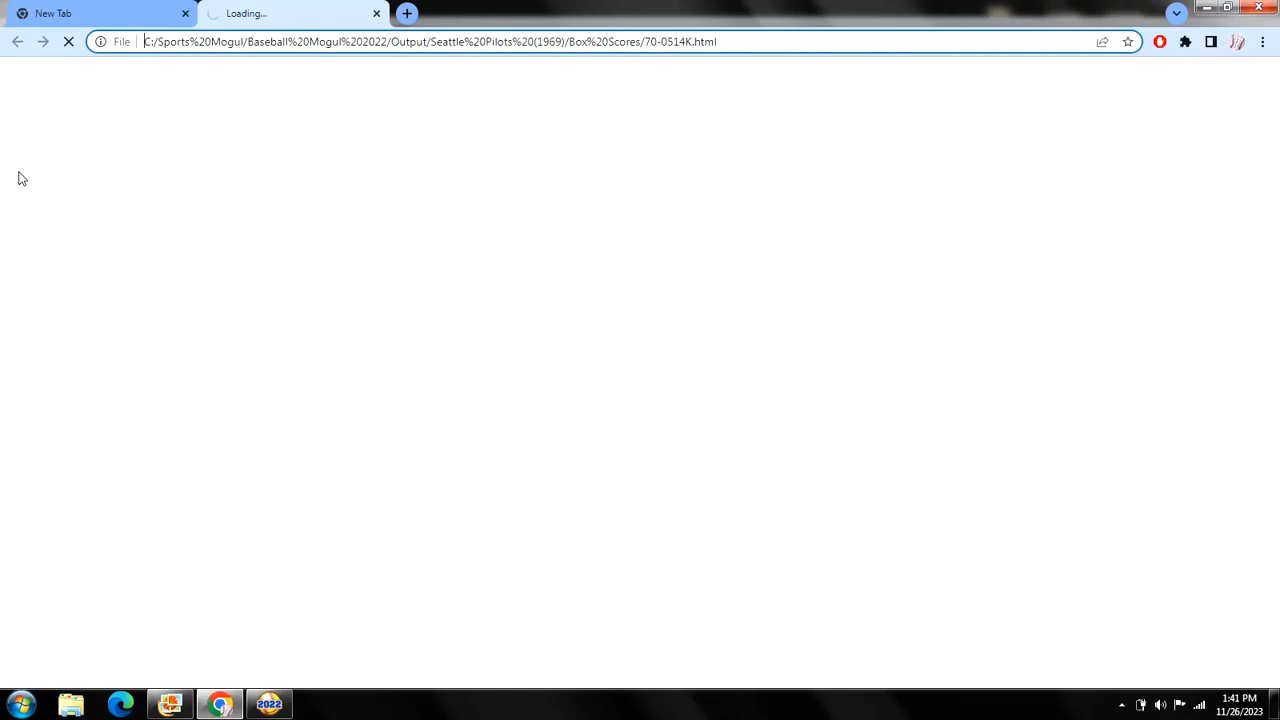 New Tab
Loading...
File C:/Sports%20Mogul/Baseball%20Mogul%202022/Output/Seattle%20Pilots%20(1969)/Box%20Scores/70-0514K.html
2022
1:41 PM
11/26/2023